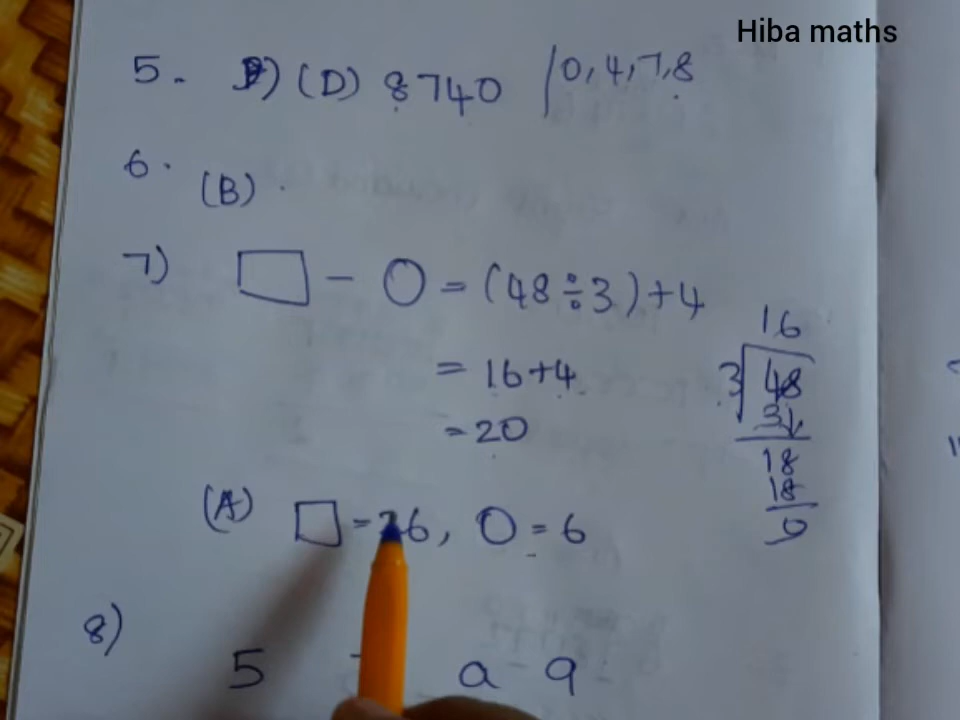 Hiba maths
5. (D) 8740 0, 4, 7, 8
6. (B).
7) □ - ○ = (48 ÷ 3) + 4
= 16 + 4
= 20
16
3 48
3↓
18
18
0
(A) □ = 26, ○ = 6
8)
5 a 9